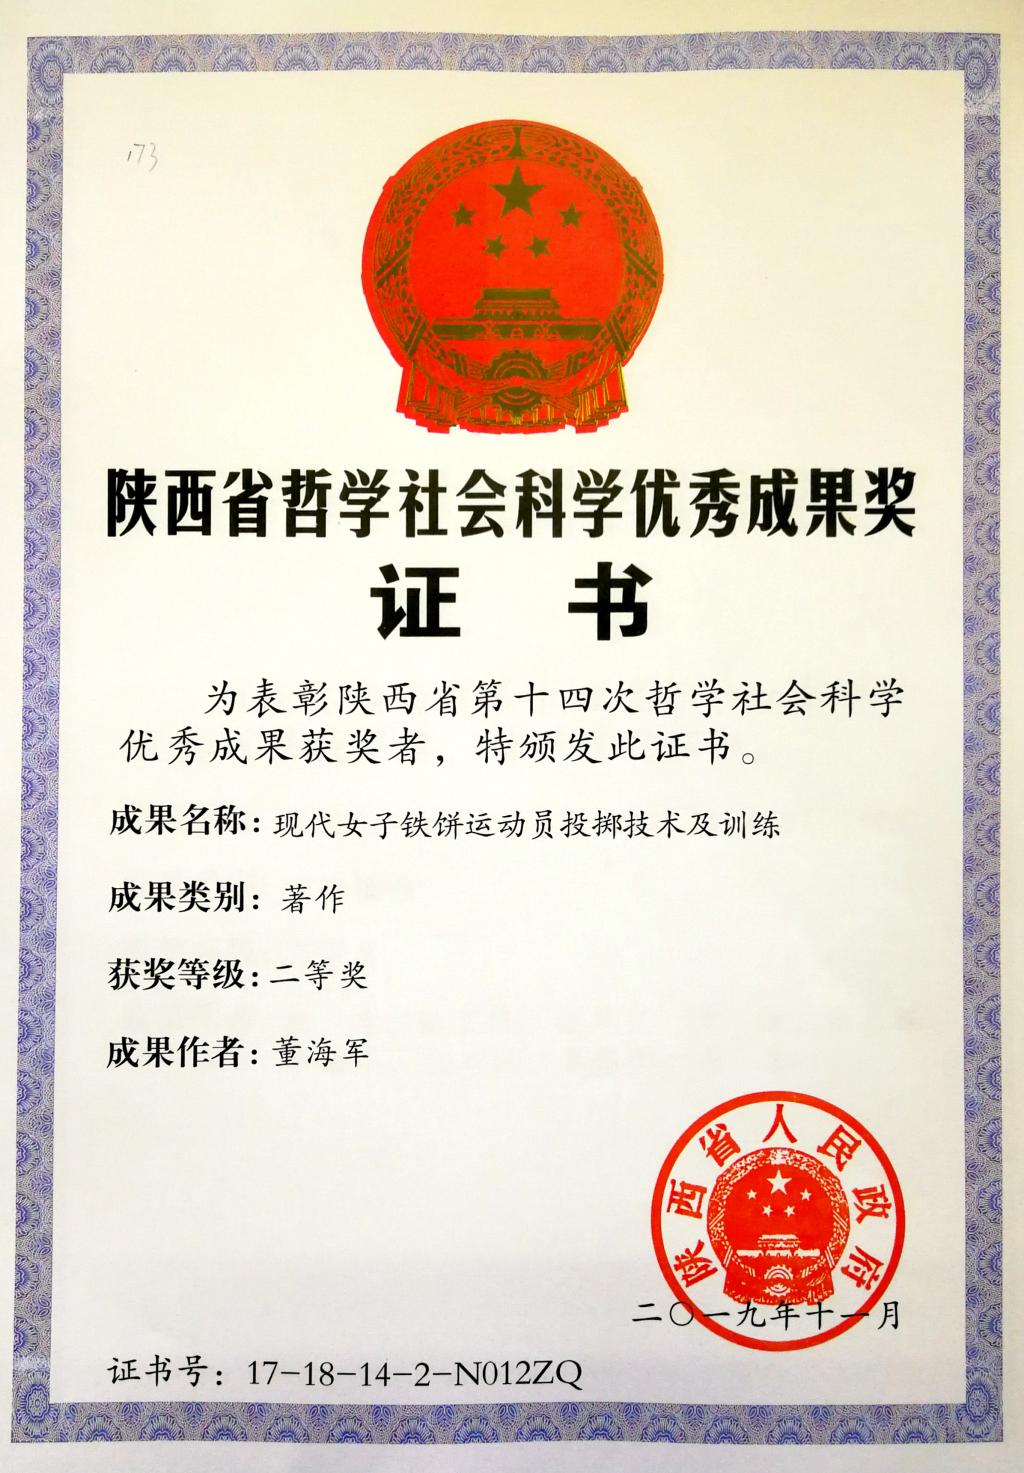 173
陕西省哲学社会科学优秀成果奖
证 书
为表彰陕西省第十四次哲学社会科学
优秀成果获奖者，特颁发此证书。
成果名称：现代女子铁饼运动员投掷技术及训练
成果类别：著作
获奖等级：二等奖
成果作者：董海军
陕西省人民政府
二〇一九年十一月
证书号：17-18-14-2-N012ZQ